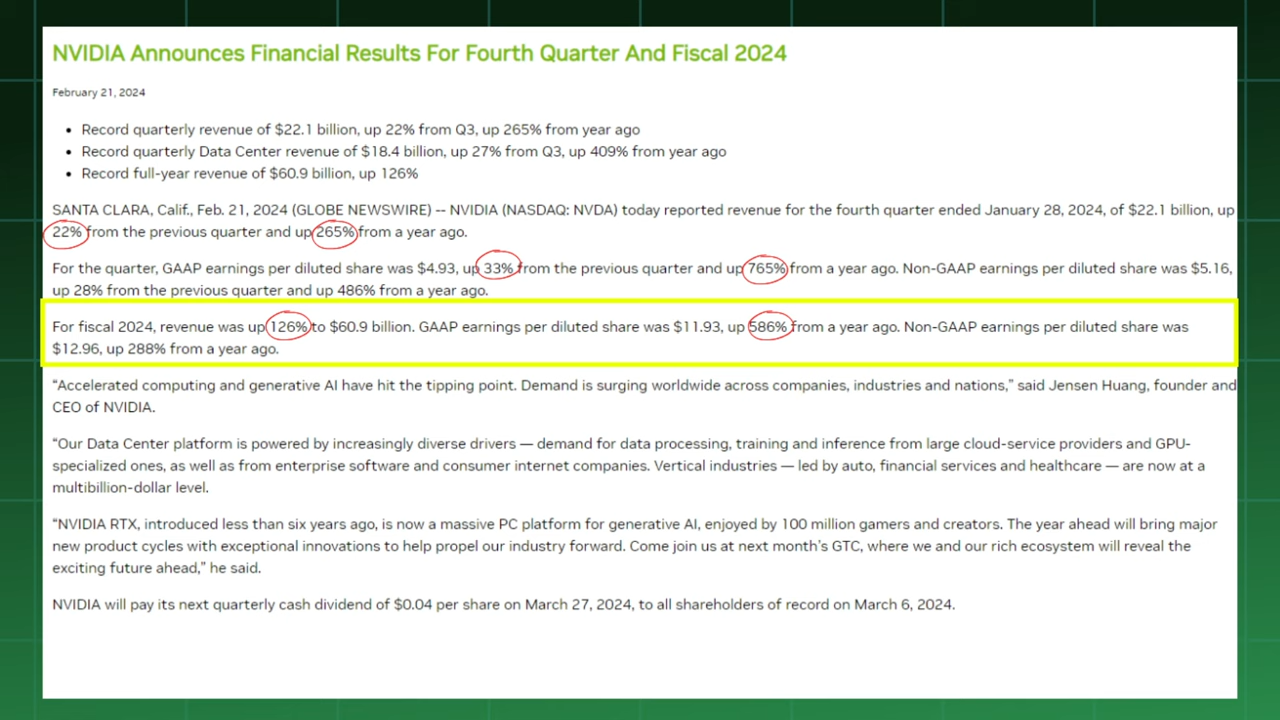 NVIDIA Announces Financial Results For Fourth Quarter And Fiscal 2024
February 21, 2024
• Record quarterly revenue of $22.1 billion, up 22% from Q3, up 265% from year ago
• Record quarterly Data Center revenue of $18.4 billion, up 27% from Q3, up 409% from year ago
• Record full-year revenue of $60.9 billion, up 126%
SANTA CLARA, Calif., Feb. 21, 2024 (GLOBE NEWSWIRE) -- NVIDIA (NASDAQ: NVDA) today reported revenue for the fourth quarter ended January 28, 2024, of $22.1 billion, up
22% from the previous quarter and up 265% from a year ago.
For the quarter, GAAP earnings per diluted share was $4.93, up 33% from the previous quarter and up 765% from a year ago. Non-GAAP earnings per diluted share was $5.16,
up 28% from the previous quarter and up 486% from a year ago.
For fiscal 2024, revenue was up 126% to $60.9 billion. GAAP earnings per diluted share was $11.93, up 586% from a year ago. Non-GAAP earnings per diluted share was
$12.96, up 288% from a year ago.
“Accelerated computing and generative AI have hit the tipping point. Demand is surging worldwide across companies, industries and nations,” said Jensen Huang, founder and
CEO of NVIDIA.
“Our Data Center platform is powered by increasingly diverse drivers — demand for data processing, training and inference from large cloud-service providers and GPU-
specialized ones, as well as from enterprise software and consumer internet companies. Vertical industries — led by auto, financial services and healthcare — are now at a
multibillion-dollar level.
“NVIDIA RTX, introduced less than six years ago, is now a massive PC platform for generative AI, enjoyed by 100 million gamers and creators. The year ahead will bring major
new product cycles with exceptional innovations to help propel our industry forward. Come join us at next month’s GTC, where we and our rich ecosystem will reveal the
exciting future ahead,” he said.
NVIDIA will pay its next quarterly cash dividend of $0.04 per share on March 27, 2024, to all shareholders of record on March 6, 2024.